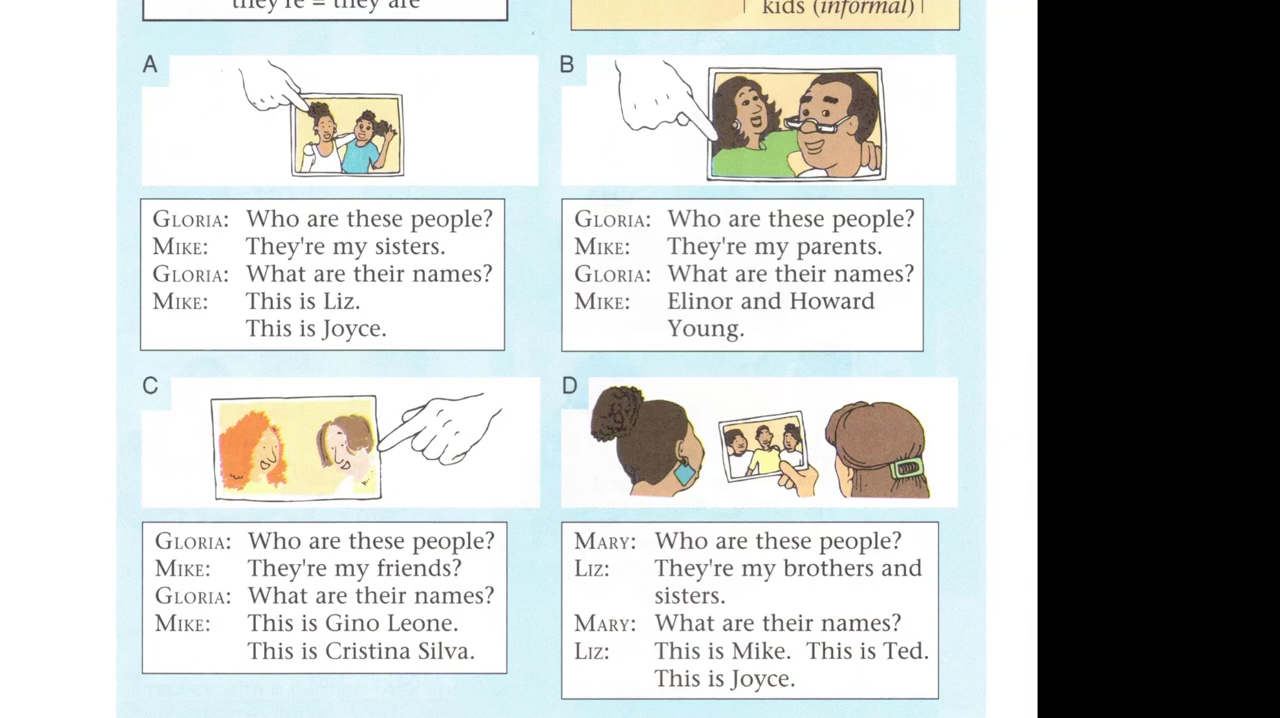 they're = they are
kids (informal)
A
GLORIA: Who are these people?
MIKE: They're my sisters.
GLORIA: What are their names?
MIKE: This is Liz.
This is Joyce.
B
GLORIA: Who are these people?
MIKE: They're my parents.
GLORIA: What are their names?
MIKE: Elinor and Howard
Young.
C
GLORIA: Who are these people?
MIKE: They're my friends?
GLORIA: What are their names?
MIKE: This is Gino Leone.
This is Cristina Silva.
D
MARY: Who are these people?
LIZ: They're my brothers and
sisters.
MARY: What are their names?
LIZ: This is Mike. This is Ted.
This is Joyce.